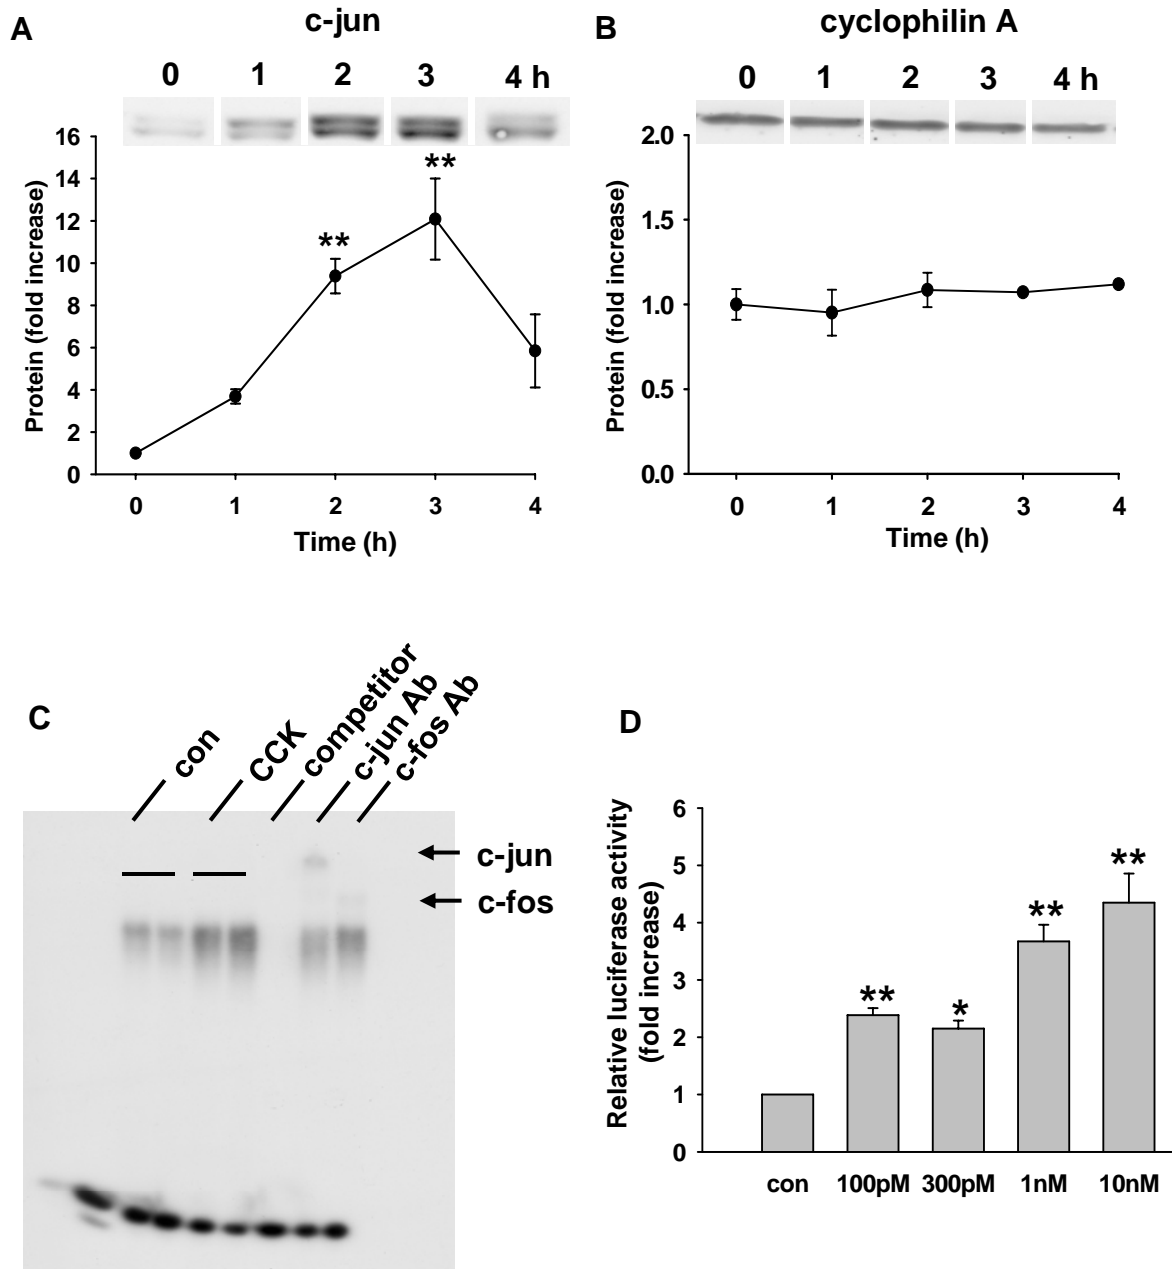 A
c-jun
0 1 2 3 4 h
16
14
12
10
8
6
4
2
0
Protein (fold increase)
**
**
0 1 2 3 4
Time (h)
B
cyclophilin A
0 1 2 3 4 h
2.0
1.5
1.0
0.5
0.0
Protein (fold increase)
0 1 2 3 4
Time (h)
C
con
CCK
competitor
c-jun Ab
c-fos Ab
c-jun
c-fos
D
Relative luciferase activity
(fold increase)
6
5
4
3
2
1
0
**
*
**
**
con 100pM 300pM 1nM 10nM